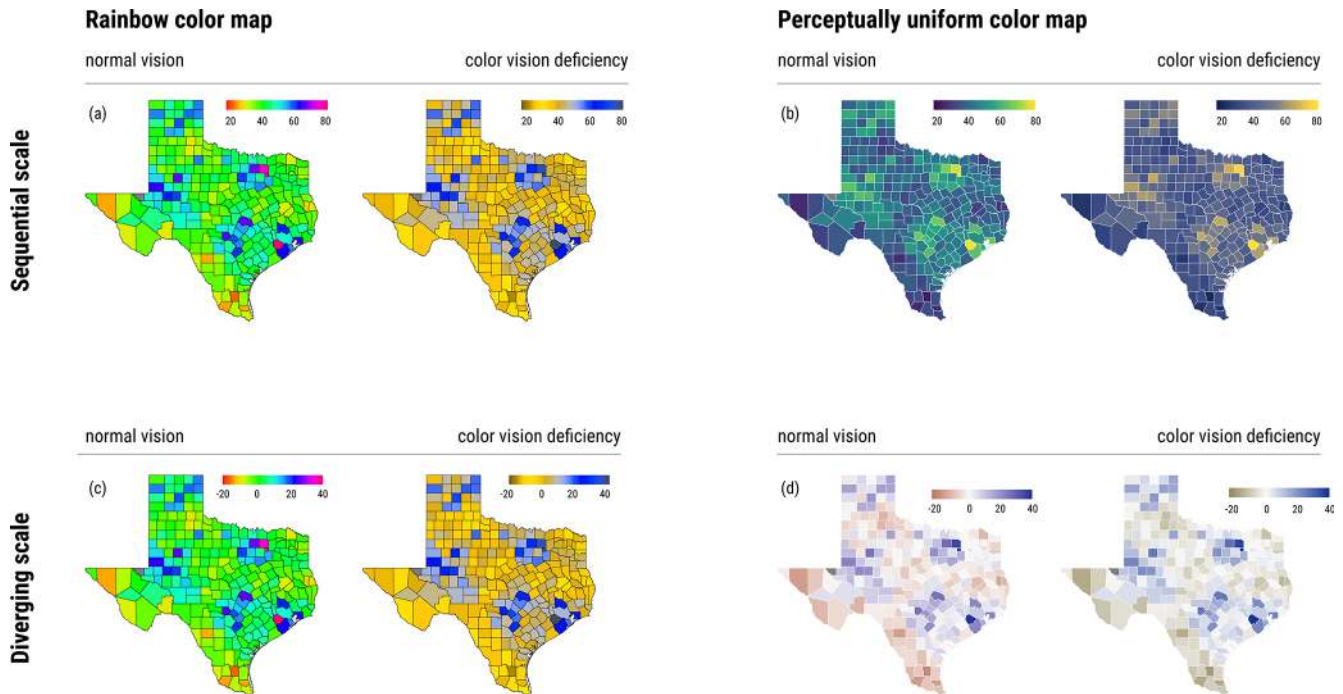 Rainbow color map
Perceptually uniform color map
normal vision
color vision deficiency
normal vision
color vision deficiency
Sequential scale
(a)
20 40 60 80
20 40 60 80
(b)
20 40 60 80
20 40 60 80
normal vision
color vision deficiency
normal vision
color vision deficiency
Diverging scale
(c)
-20 0 20 40
-20 0 20 40
(d)
-20 0 20 40
-20 0 20 40